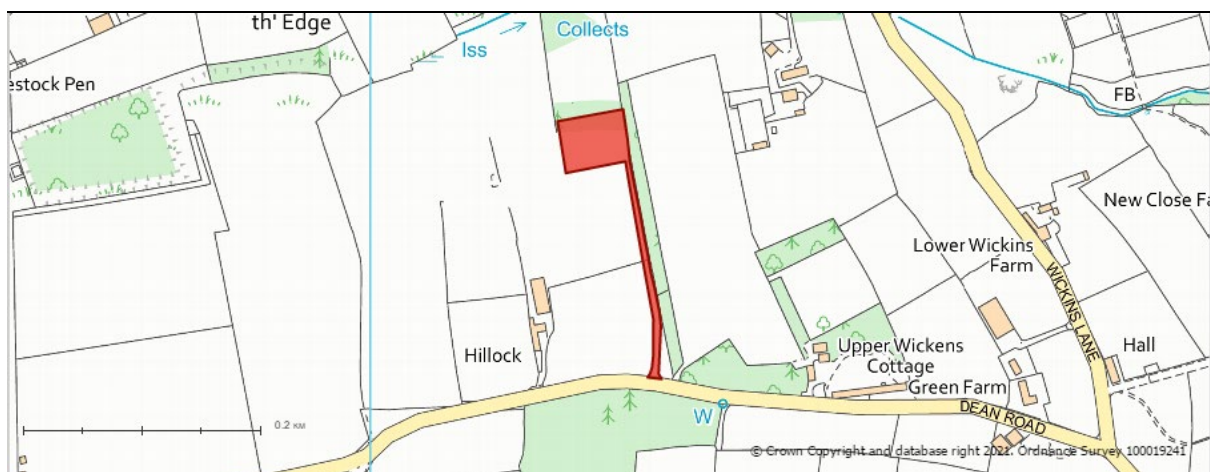 th' Edge
Iss
Collects
estock Pen
FB
New Close Fa
Lower Wickins
Farm
WICKINS LANE
Hillock
Upper Wickens
Cottage
Green Farm
Hall
W
DEAN ROAD
0.2 KM
© Crown Copyright and database right 2021. Ordnance Survey 100019241